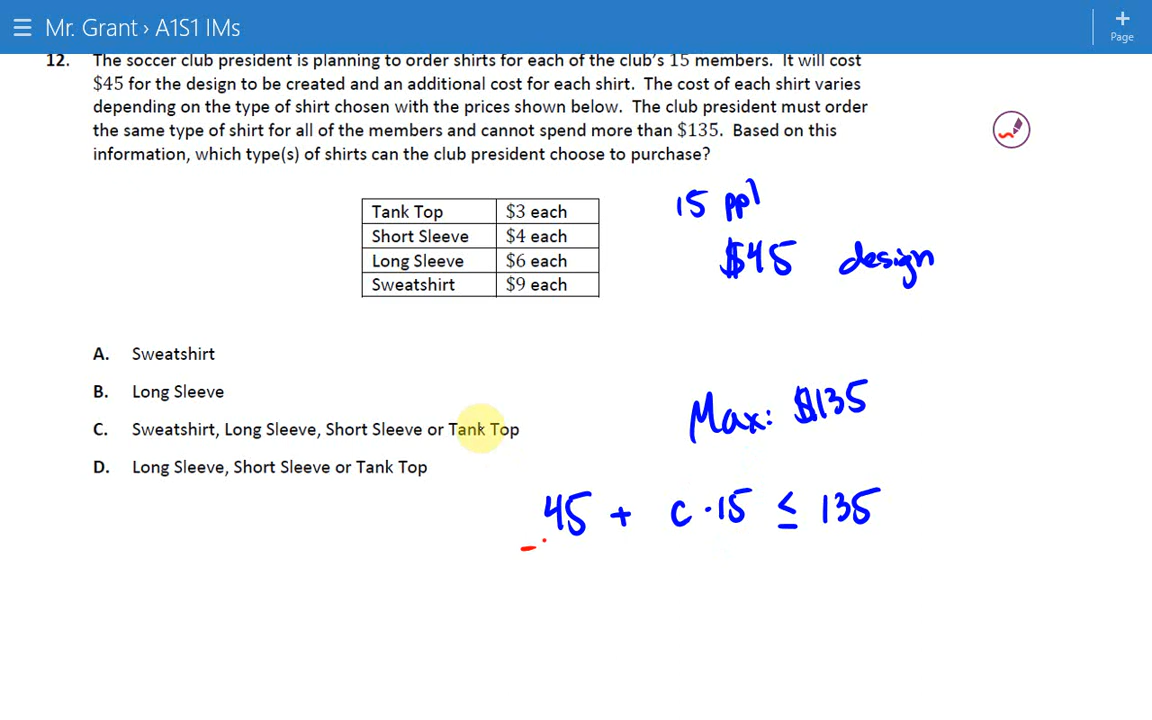 Mr. Grant › A1S1 IMs
Page
12. The soccer club president is planning to order shirts for each of the club's 15 members. It will cost
$45 for the design to be created and an additional cost for each shirt. The cost of each shirt varies
depending on the type of shirt chosen with the prices shown below. The club president must order
the same type of shirt for all of the members and cannot spend more than $135. Based on this
information, which type(s) of shirts can the club president choose to purchase?
Tank Top $3 each
Short Sleeve $4 each
Long Sleeve $6 each
Sweatshirt $9 each
15 ppl
$45 design
A. Sweatshirt
B. Long Sleeve
C. Sweatshirt, Long Sleeve, Short Sleeve or Tank Top
D. Long Sleeve, Short Sleeve or Tank Top
Max: $135
45 + c · 15 ≤ 135
-